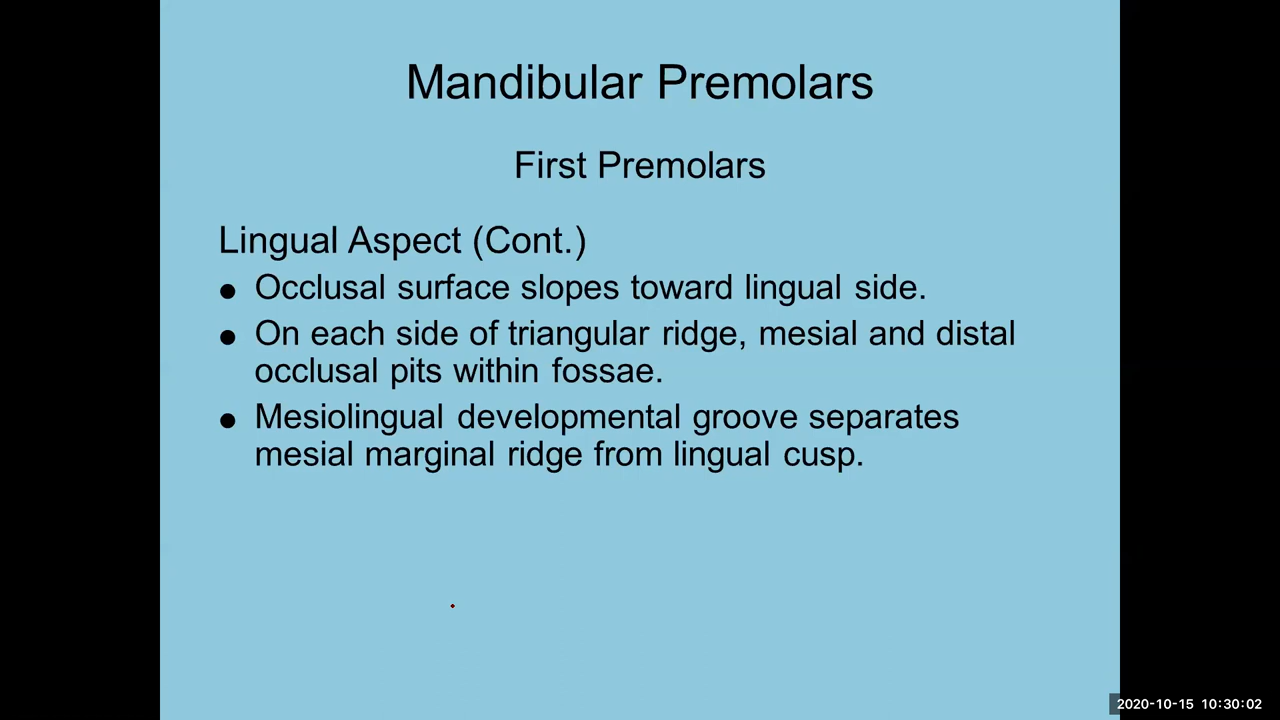 Mandibular Premolars
First Premolars
Lingual Aspect (Cont.)
● Occlusal surface slopes toward lingual side.
● On each side of triangular ridge, mesial and distal
occlusal pits within fossae.
● Mesiolingual developmental groove separates
mesial marginal ridge from lingual cusp.
2020-10-15 10:30:02